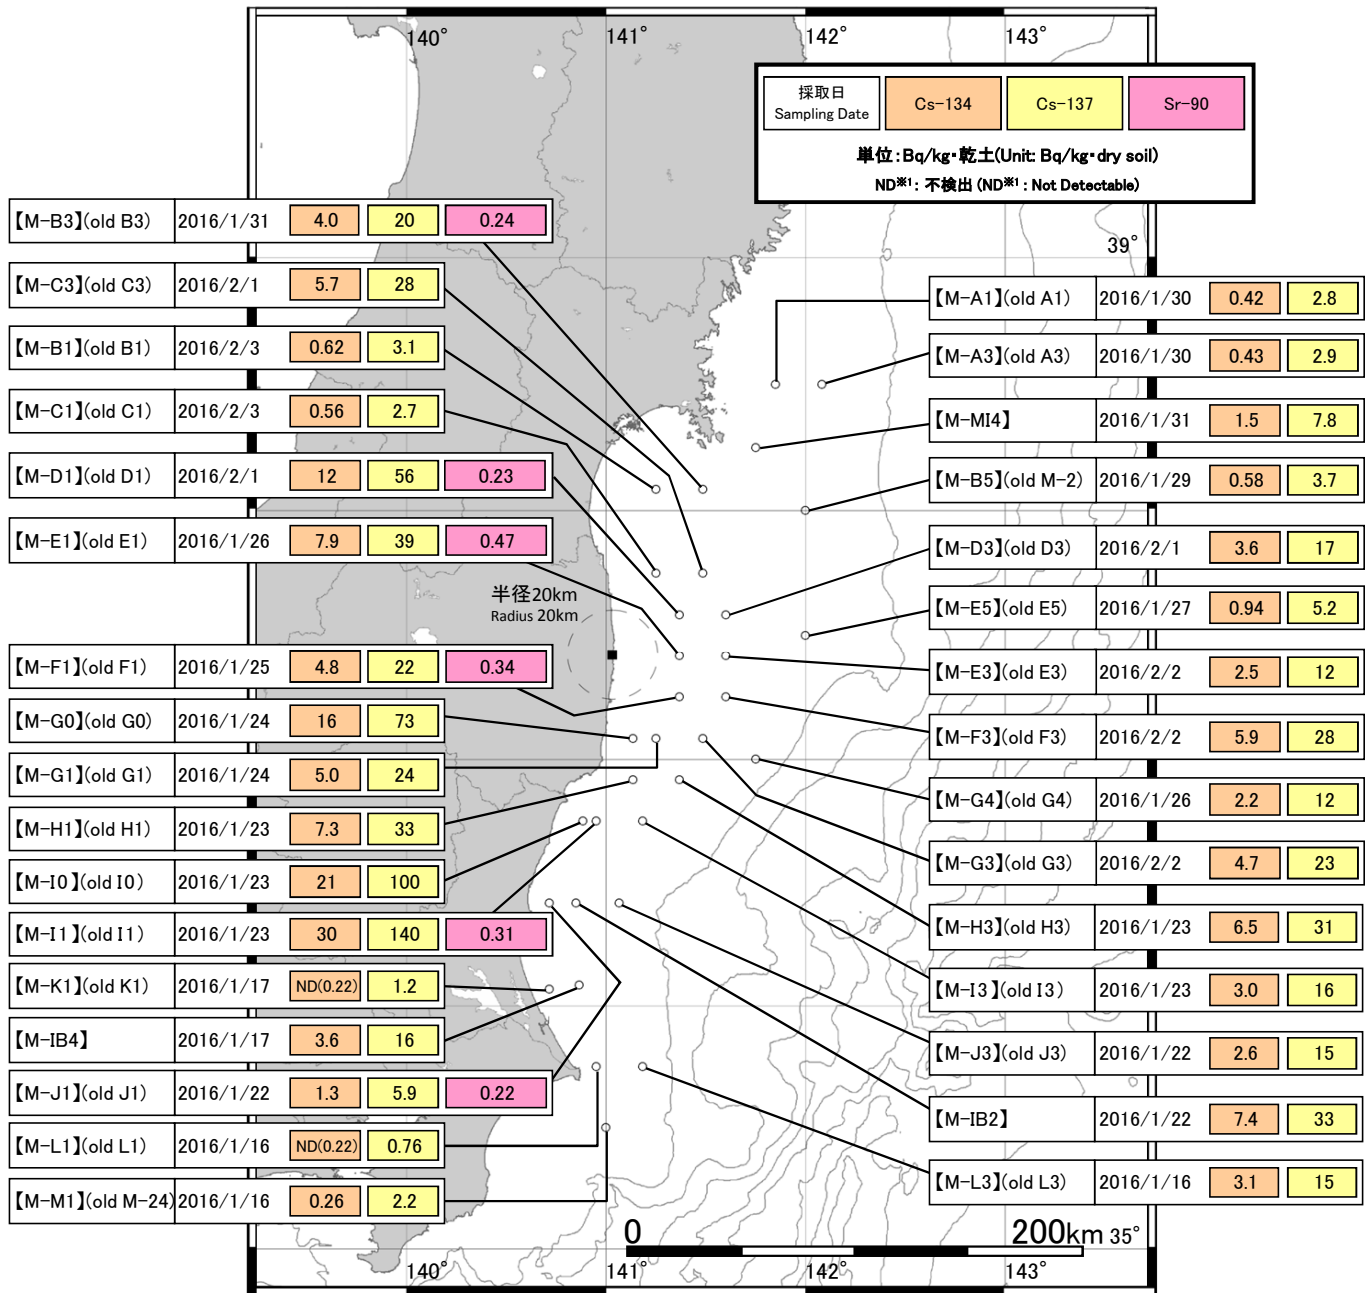 140° 141° 142° 143°
採取日
Sampling Date
Cs-134 Cs-137 Sr-90
単位:Bq/kg・乾土(Unit: Bq/kg・dry soil)
ND※1: 不検出 (ND※1: Not Detectable)
39°
【M-B3】(old B3) 2016/1/31 4.0 20 0.24
【M-C3】(old C3) 2016/2/1 5.7 28
【M-B1】(old B1) 2016/2/3 0.62 3.1
【M-C1】(old C1) 2016/2/3 0.56 2.7
【M-D1】(old D1) 2016/2/1 12 56 0.23
【M-E1】(old E1) 2016/1/26 7.9 39 0.47
半径20km
Radius 20km
【M-F1】(old F1) 2016/1/25 4.8 22 0.34
【M-G0】(old G0) 2016/1/24 16 73
【M-G1】(old G1) 2016/1/24 5.0 24
【M-H1】(old H1) 2016/1/23 7.3 33
【M-I0】(old I0) 2016/1/23 21 100
【M-I1】(old I1) 2016/1/23 30 140 0.31
【M-K1】(old K1) 2016/1/17 ND(0.22) 1.2
【M-IB4】 2016/1/17 3.6 16
【M-J1】(old J1) 2016/1/22 1.3 5.9 0.22
【M-L1】(old L1) 2016/1/16 ND(0.22) 0.76
【M-M1】(old M-24) 2016/1/16 0.26 2.2
【M-A1】(old A1) 2016/1/30 0.42 2.8
【M-A3】(old A3) 2016/1/30 0.43 2.9
【M-MI4】 2016/1/31 1.5 7.8
【M-B5】(old M-2) 2016/1/29 0.58 3.7
【M-D3】(old D3) 2016/2/1 3.6 17
【M-E5】(old E5) 2016/1/27 0.94 5.2
【M-E3】(old E3) 2016/2/2 2.5 12
【M-F3】(old F3) 2016/2/2 5.9 28
【M-G4】(old G4) 2016/1/26 2.2 12
【M-G3】(old G3) 2016/2/2 4.7 23
【M-H3】(old H3) 2016/1/23 6.5 31
【M-I3】(old I3) 2016/1/23 3.0 16
【M-J3】(old J3) 2016/1/22 2.6 15
【M-IB2】 2016/1/22 7.4 33
【M-L3】(old L3) 2016/1/16 3.1 15
0 200km 35°
140° 141° 142° 143°